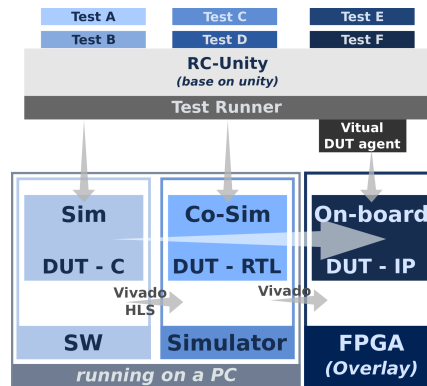 Test A
Test C
Test E
Test B
Test D
Test F
RC-Unity
(base on unity)
Test Runner
Vitual
DUT agent
Sim
Co-Sim
On-board
DUT - C
DUT - RTL
DUT - IP
Vivado
HLS
Vivado
SW
Simulator
FPGA
(Overlay)
running on a PC